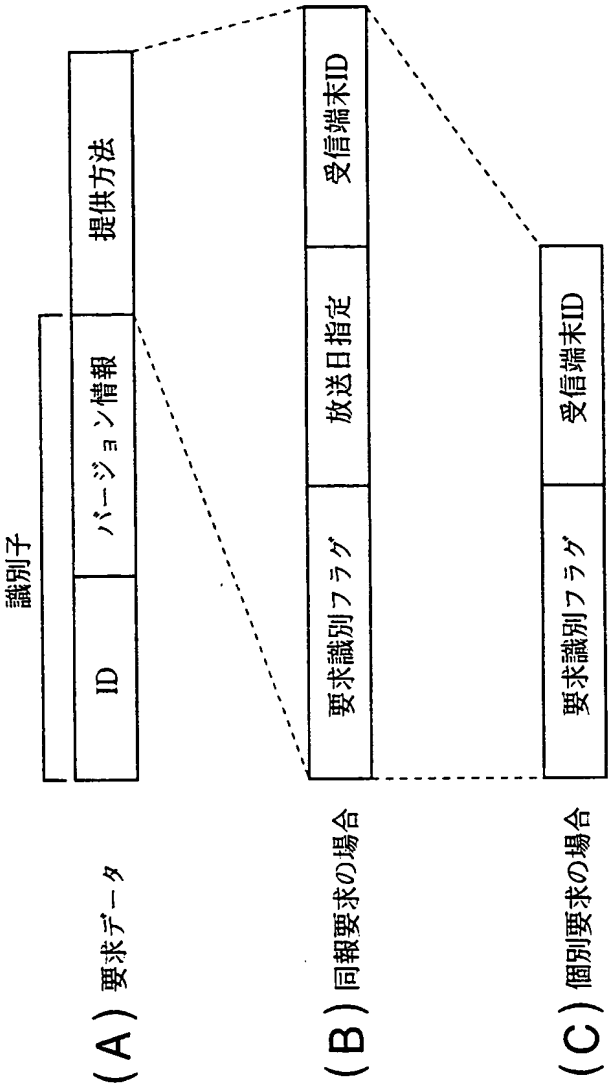 識別子
(A) 要求データ
ID
バージョン情報
提供方法
(B) 同報要求の場合
要求識別フラグ
放送日指定
受信端末ID
(C) 個別要求の場合
要求識別フラグ
受信端末ID